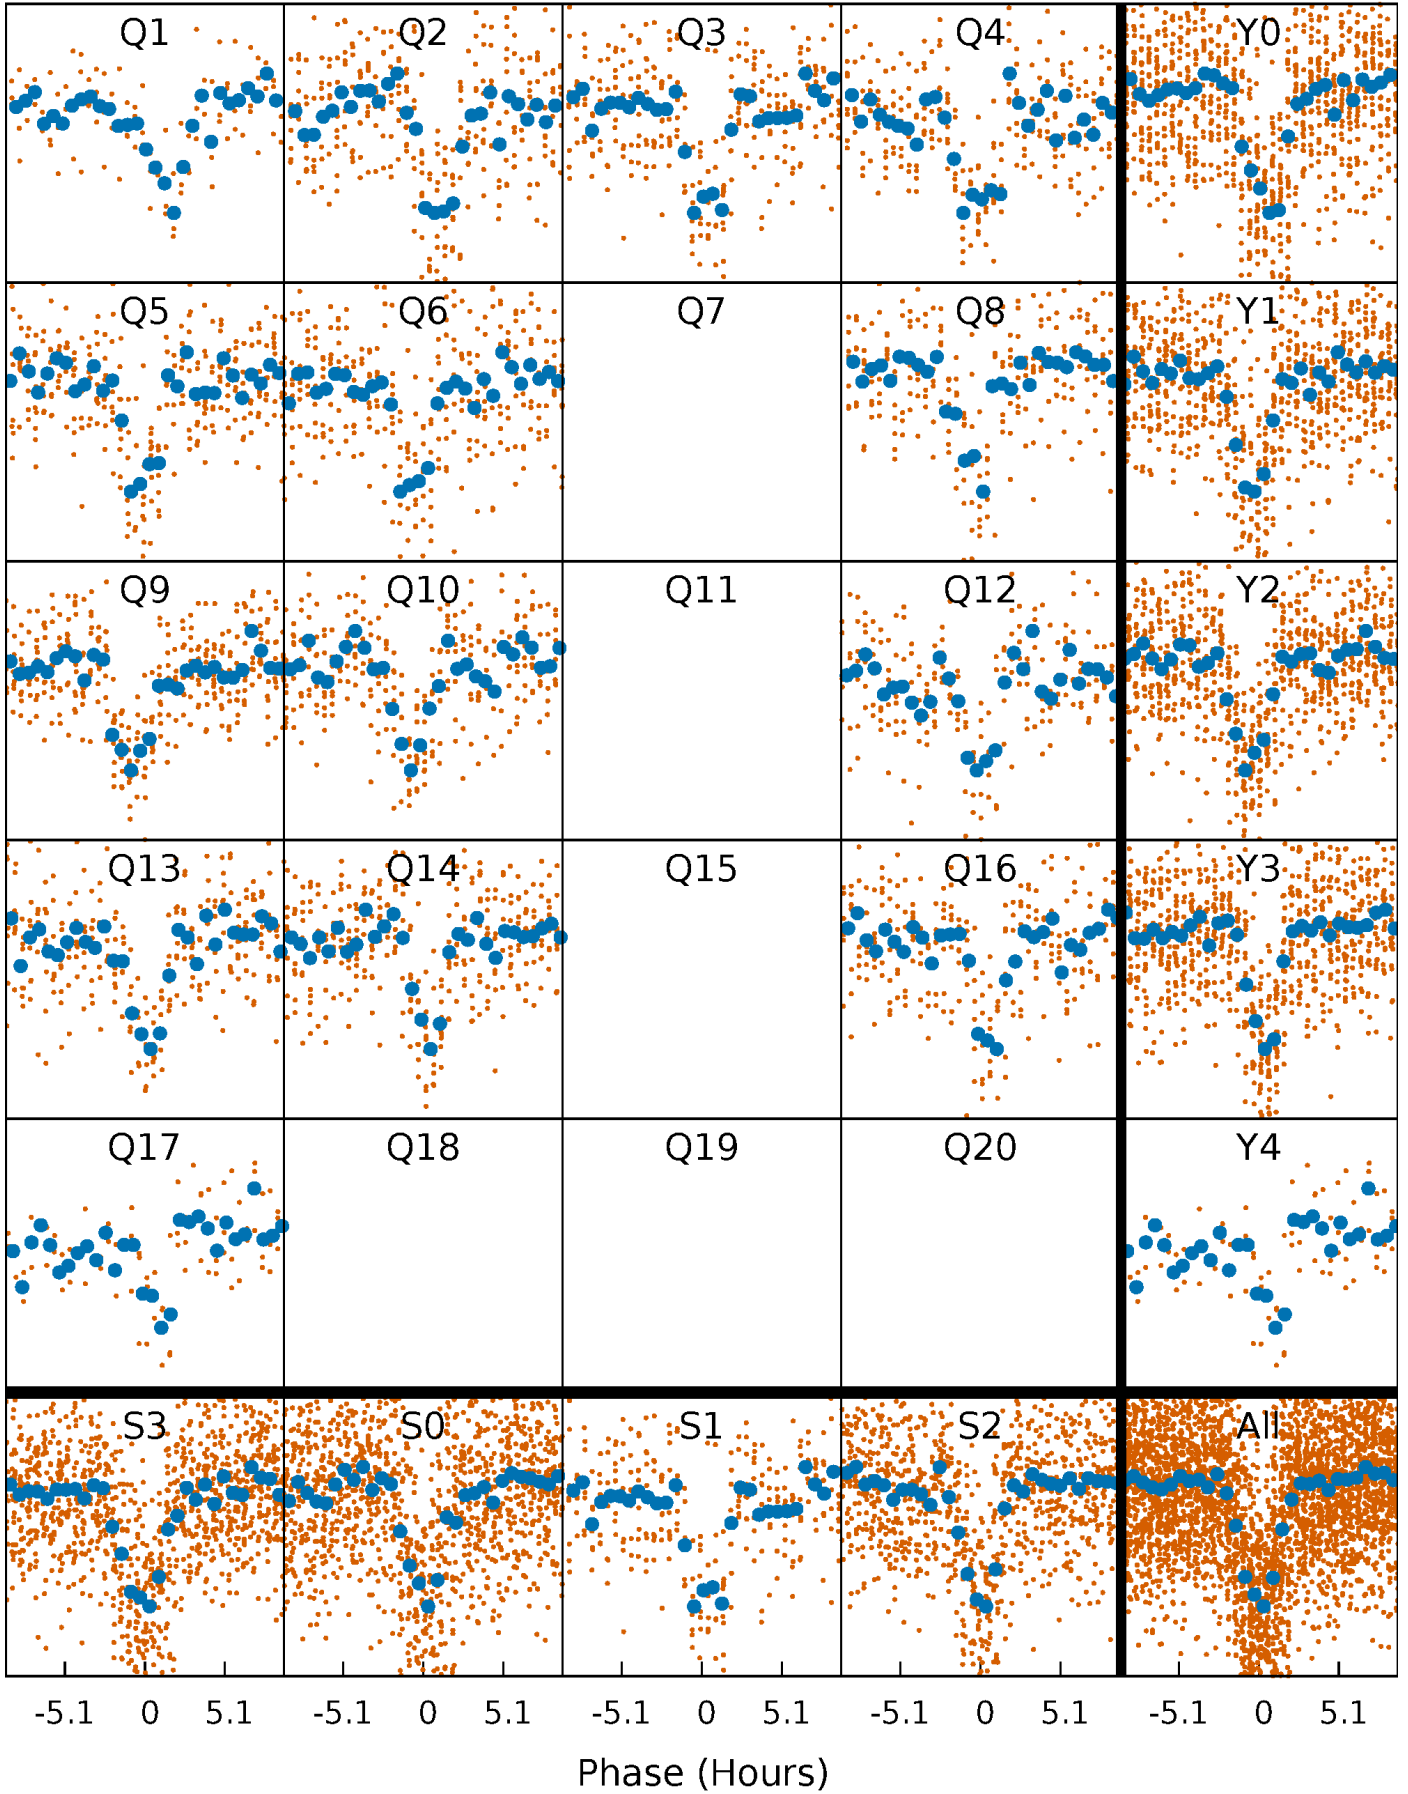 Q1 Q2 Q3 Q4 Y0
Q5 Q6 Q7 Q8 Y1
Q9 Q10 Q11 Q12 Y2
Q13 Q14 Q15 Q16 Y3
Q17 Q18 Q19 Q20 Y4
S3 S0 S1 S2 All
-5.1 0 5.1 -5.1 0 5.1 -5.1 0 5.1 -5.1 0 5.1 -5.1 0 5.1
Phase (Hours)